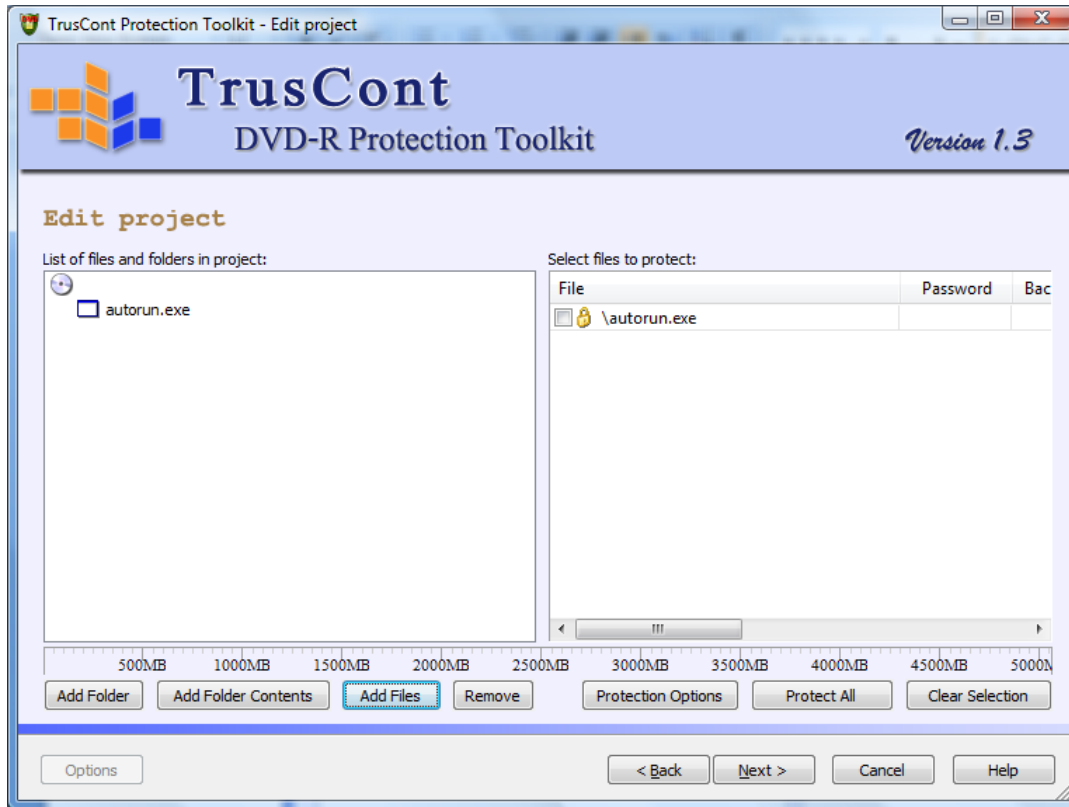 TrusCont Protection Toolkit - Edit project
TrusCont
DVD-R Protection Toolkit
Version 1.3
Edit project
List of files and folders in project:
Select files to protect:
autorun.exe
File Password Bac
\autorun.exe
500MB 1000MB 1500MB 2000MB 2500MB 3000MB 3500MB 4000MB 4500MB 5000M
Add Folder Add Folder Contents Add Files Remove Protection Options Protect All Clear Selection
Options < Back Next > Cancel Help